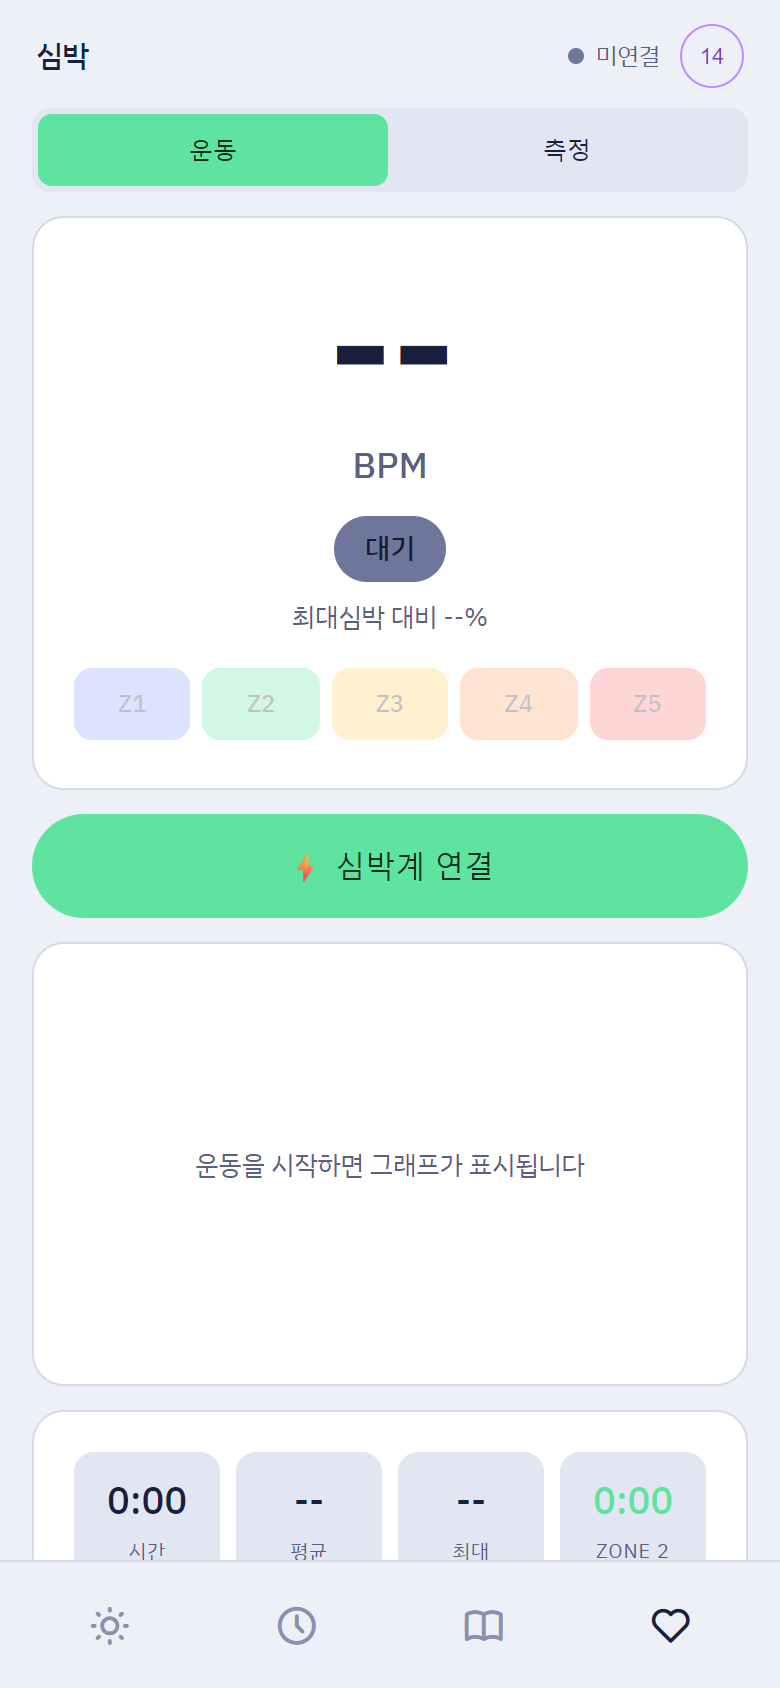 심박
미연결
14
운동
측정
--
BPM
대기
최대심박 대비 --%
Z1
Z2
Z3
Z4
Z5
심박계 연결
운동을 시작하면 그래프가 표시됩니다
0:00
--
--
0:00
시간
평균
최대
ZONE 2